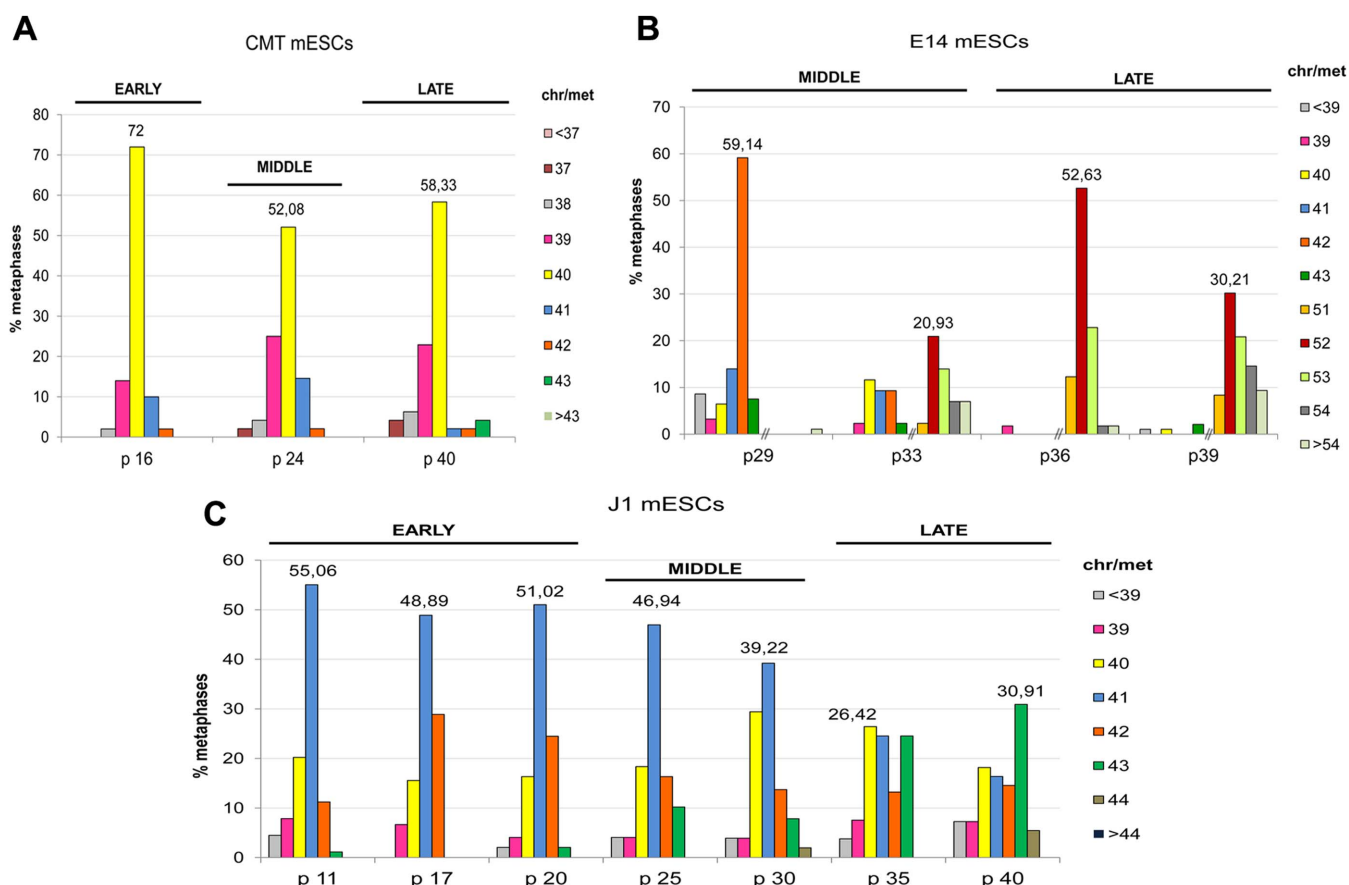 A
CMT mESCs
EARLY
LATE
MIDDLE
chr/met
80
70
60
50
40
30
20
10
0
% metaphases
72
52,08
58,33
p 16
p 24
p 40
<37
37
38
39
40
41
42
43
>43
B
E14 mESCs
MIDDLE
LATE
chr/met
70
60
50
40
30
20
10
0
% metaphases
59,14
20,93
52,63
30,21
//
//
//
//
p29
p33
p36
p39
<39
39
40
41
42
43
51
52
53
54
>54
C
J1 mESCs
EARLY
LATE
MIDDLE
chr/met
60
50
40
30
20
10
0
% metaphases
55,06
48,89
51,02
46,94
39,22
26,42
30,91
p 11
p 17
p 20
p 25
p 30
p 35
p 40
<39
39
40
41
42
43
44
>44